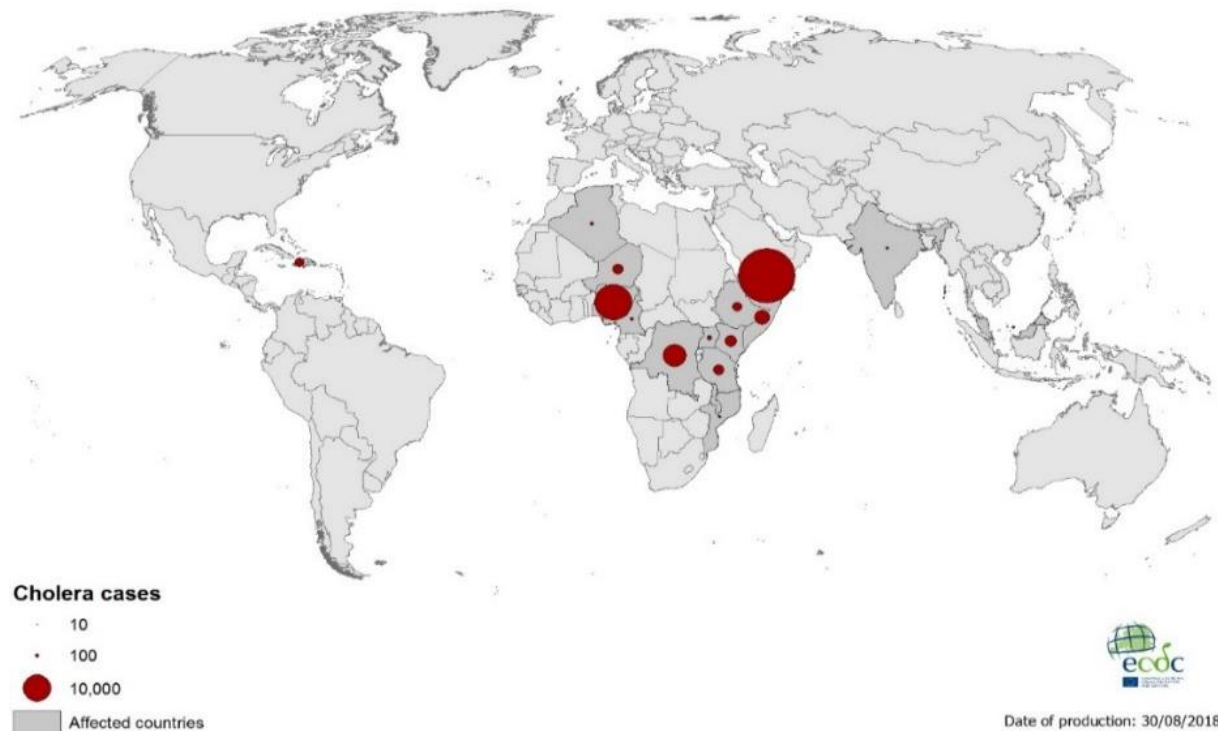 Cholera cases
10
100
10,000
Affected countries
ecdc
Date of production: 30/08/2018